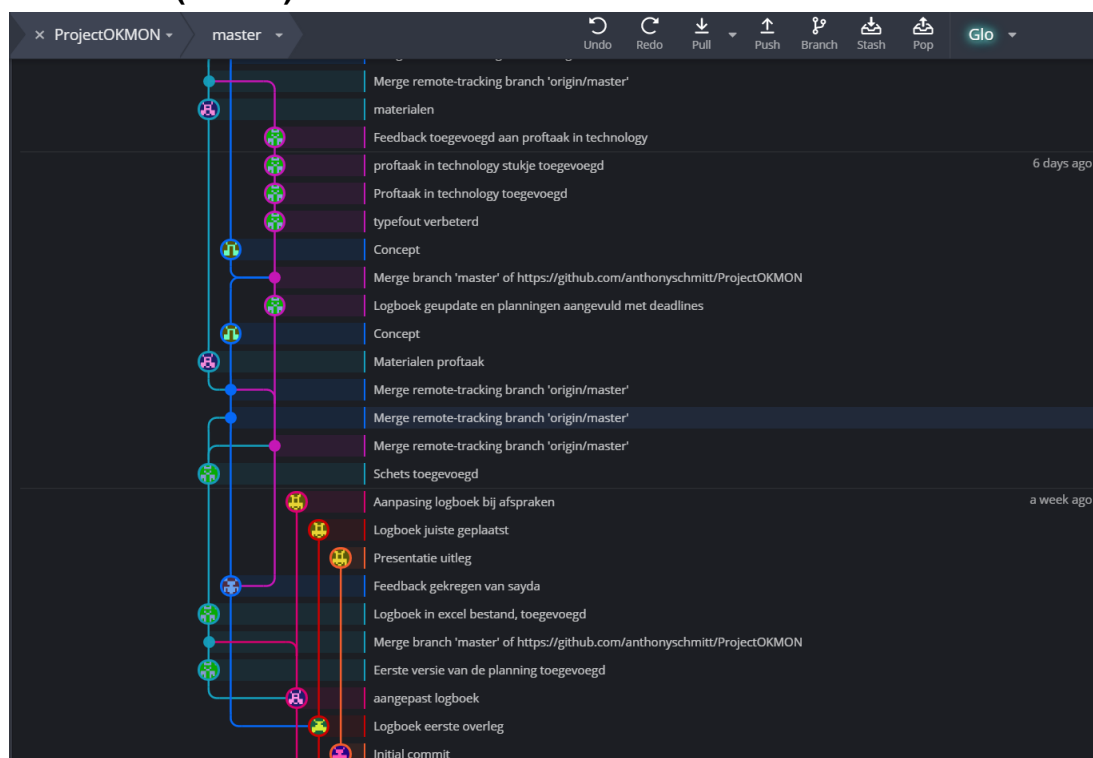 × ProjectOKMON master Undo Redo Pull Push Branch Stash Pop Glo
Merge remote-tracking branch 'origin/master'
materialen
Feedback toegevoegd aan proftaak in technology
proftaak in technology stukje toegevoegd 6 days ago
Proftaak in technology toegevoegd
typefout verbeterd
Concept
Merge branch 'master' of https://github.com/anthonyschmitt/ProjectOKMON
Logboek geupdate en planningen aangevuld met deadlines
Concept
Materialen proftaak
Merge remote-tracking branch 'origin/master'
Merge remote-tracking branch 'origin/master'
Merge remote-tracking branch 'origin/master'
Schets toegevoegd
Aanpasing logboek bij afspraken a week ago
Logboek juiste geplaatst
Presentatie uitleg
Feedback gekregen van sayda
Logboek in excel bestand, toegevoegd
Merge branch 'master' of https://github.com/anthonyschmitt/ProjectOKMON
Eerste versie van de planning toegevoegd
aangepast logboek
Logboek eerste overleg
Initial commit